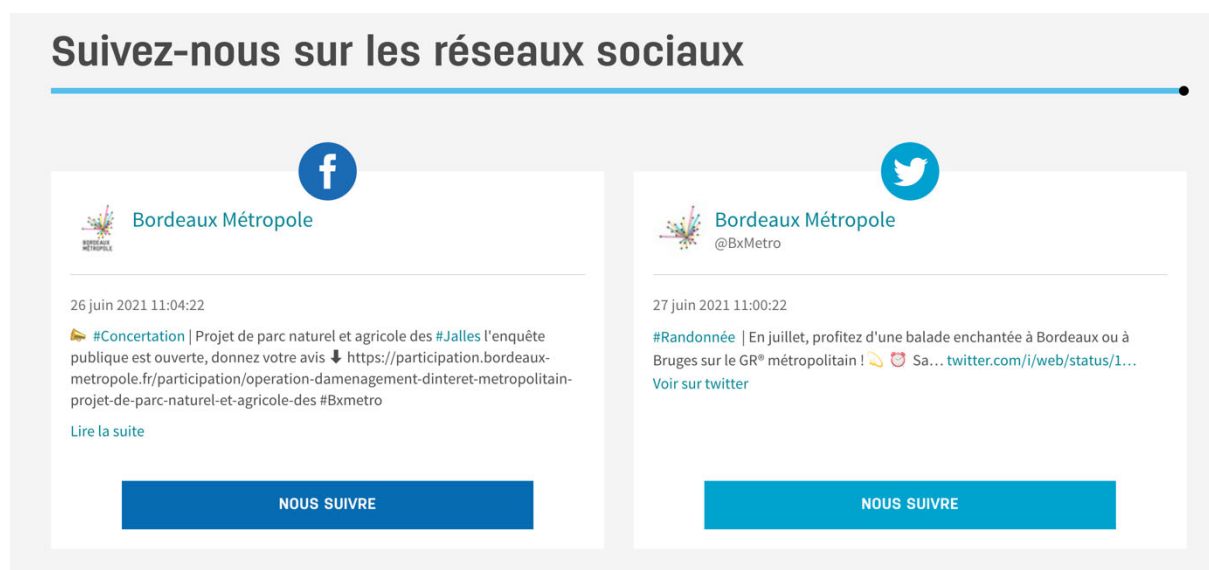 Suivez-nous sur les réseaux sociaux
Bordeaux Métropole
BORDEAUX
MÉTROPOLE
26 juin 2021 11:04:22
#Concertation | Projet de parc naturel et agricole des #Jalles l'enquête
publique est ouverte, donnez votre avis ⬇ https://participation.bordeaux-
metropole.fr/participation/operation-damenagement-dinteret-metropolitain-
projet-de-parc-naturel-et-agricole-des #Bxmetro
Lire la suite
NOUS SUIVRE
Bordeaux Métropole
@BxMetro
27 juin 2021 11:00:22
#Randonnée | En juillet, profitez d'une balade enchantée à Bordeaux ou à
Bruges sur le GR® métropolitain ! 💫 ⏰ Sa… twitter.com/i/web/status/1…
Voir sur twitter
NOUS SUIVRE